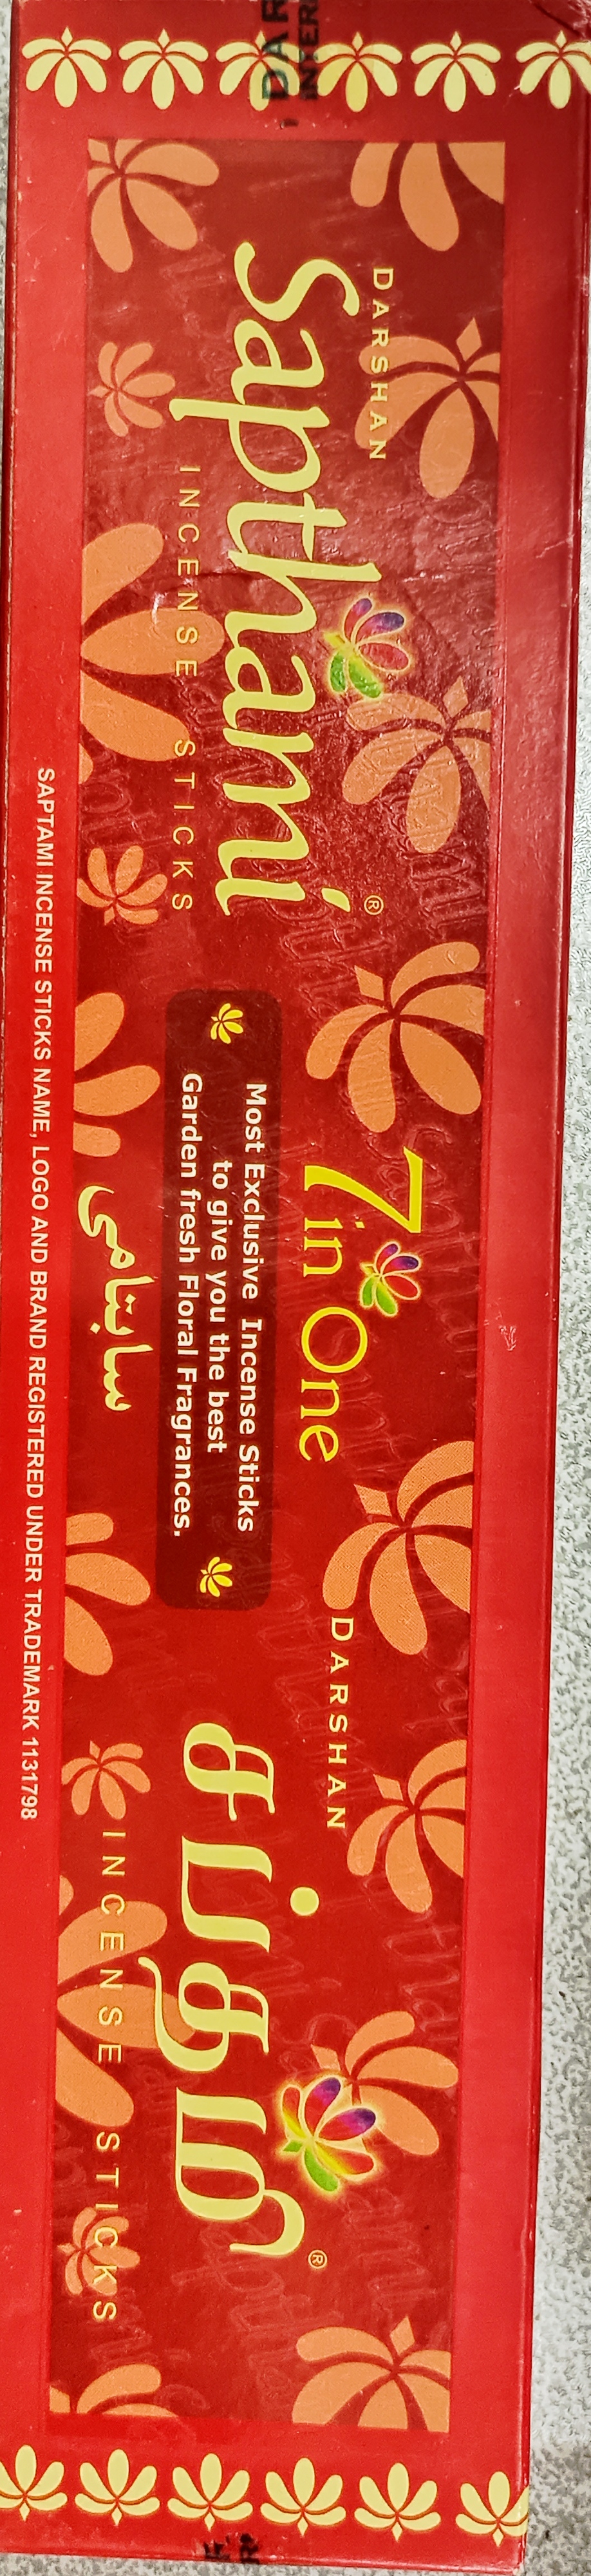 DARSHAN
Sapthami®
INCENSE STICKS
7 in One
Most Exclusive Incense Sticks
to give you the best
Garden fresh Floral Fragrances.
سابتامى
DARSHAN
சப்தமி®
INCENSE STICKS
SAPTAMI INCENSE STICKS NAME, LOGO AND BRAND REGISTERED UNDER TRADEMARK 1131798